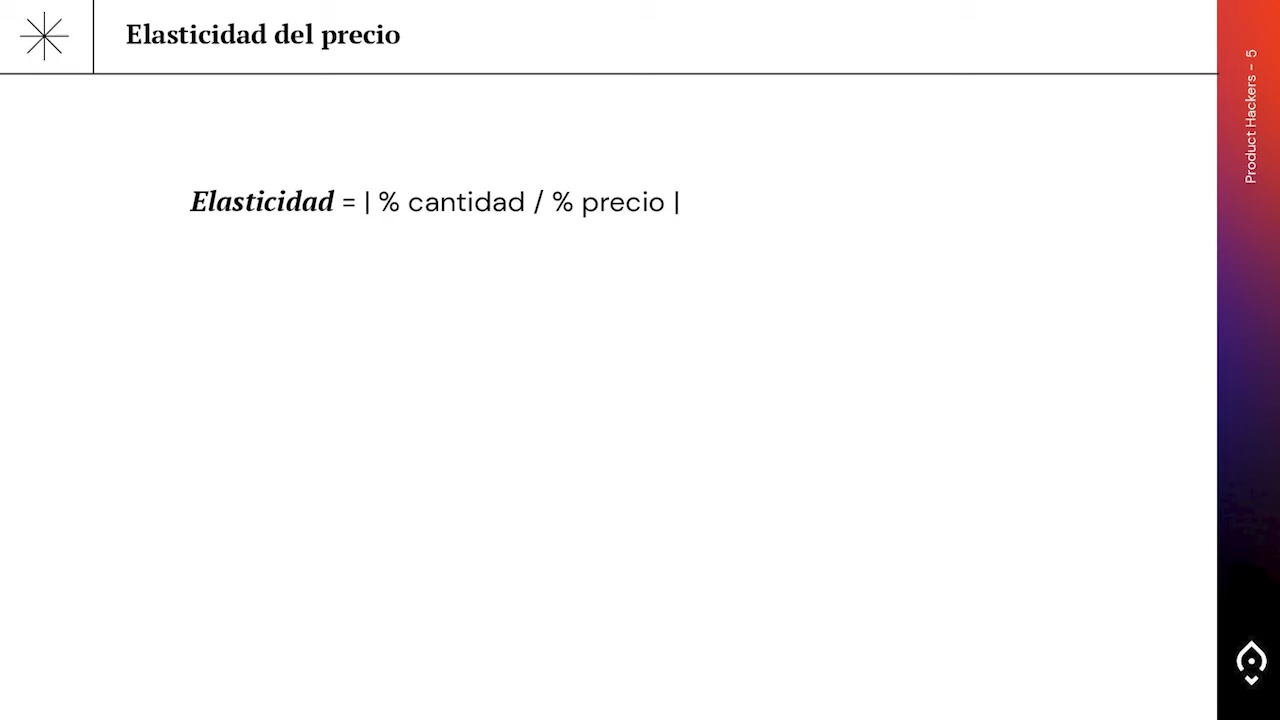 Elasticidad del precio
Elasticidad = | % cantidad / % precio |
Product Hackers - 5